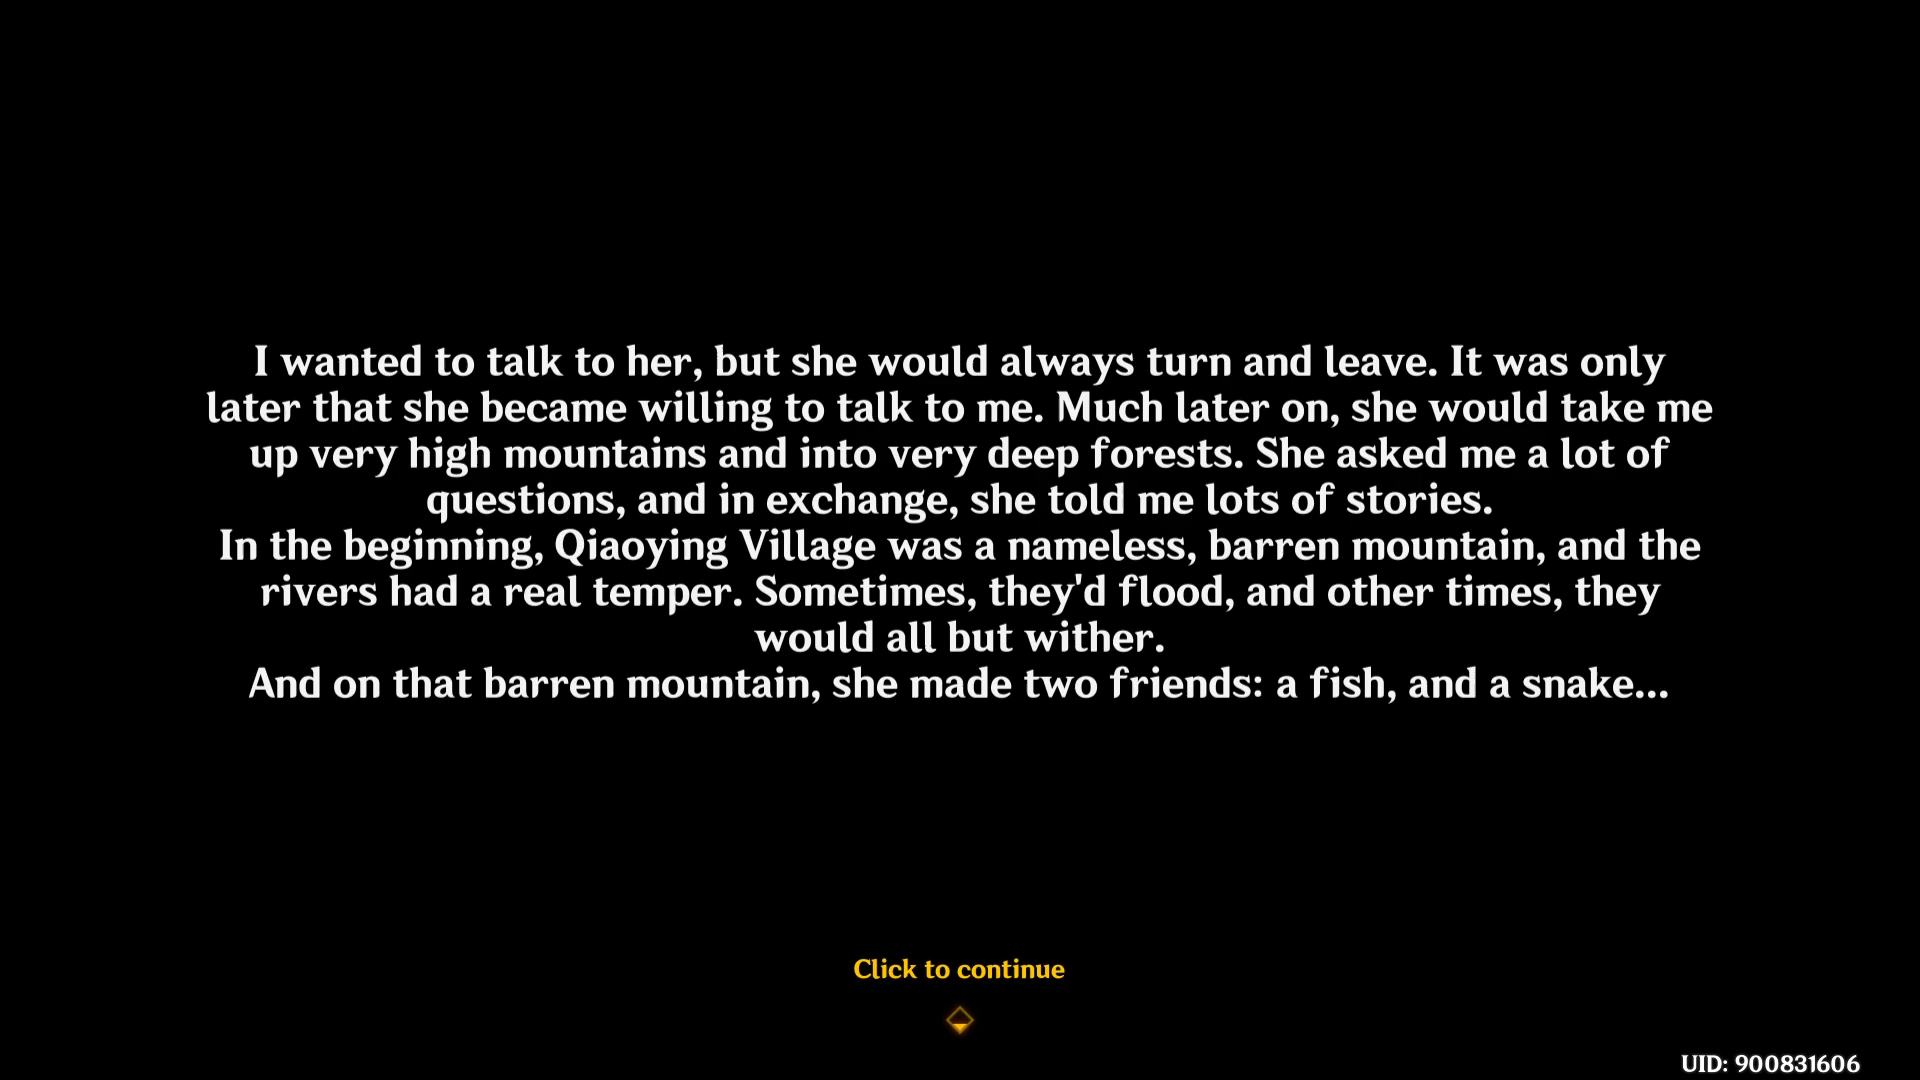 I wanted to talk to her, but she would always turn and leave. It was only
later that she became willing to talk to me. Much later on, she would take me
up very high mountains and into very deep forests. She asked me a lot of
questions, and in exchange, she told me lots of stories.
In the beginning, Qiaoying Village was a nameless, barren mountain, and the
rivers had a real temper. Sometimes, they'd flood, and other times, they
would all but wither.
And on that barren mountain, she made two friends: a fish, and a snake...
Click to continue
UID: 900831606